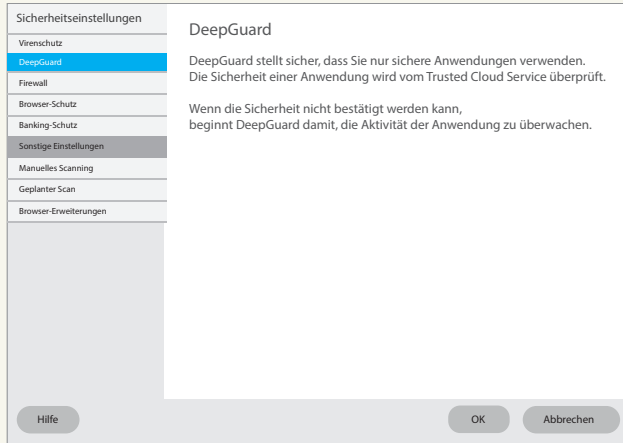 Sicherheitseinstellungen
Virenschutz
DeepGuard
Firewall
Browser-Schutz
Banking-Schutz
Sonstige Einstellungen
Manuelles Scanning
Geplanter Scan
Browser-Erweiterungen
DeepGuard
DeepGuard stellt sicher, dass Sie nur sichere Anwendungen verwenden.
Die Sicherheit einer Anwendung wird vom Trusted Cloud Service überprüft.
Wenn die Sicherheit nicht bestätigt werden kann,
beginnt DeepGuard damit, die Aktivität der Anwendung zu überwachen.
Hilfe
OK
Abbrechen